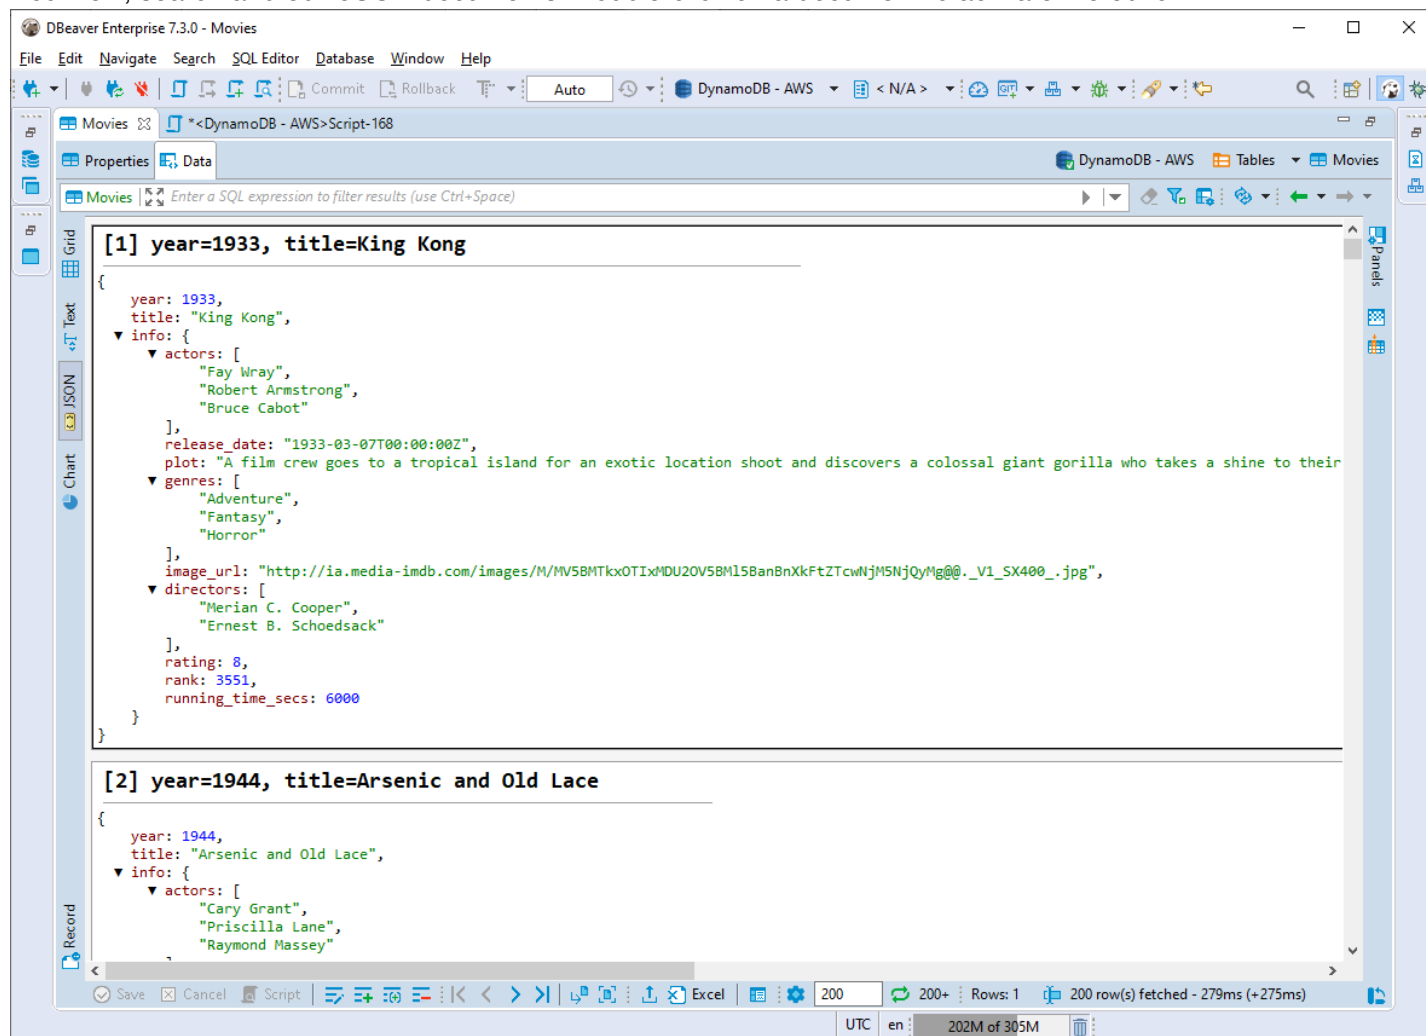 DBeaver Enterprise 7.3.0 - Movies
File Edit Navigate Search SQL Editor Database Window Help
Commit Rollback Auto DynamoDB - AWS < N/A >
Movies *<DynamoDB - AWS>Script-168
Properties Data DynamoDB - AWS Tables Movies
Movies Enter a SQL expression to filter results (use Ctrl+Space)
Grid
Text
JSON
Chart
Record
Panels
[1] year=1933, title=King Kong
{
year: 1933,
title: "King Kong",
info: {
actors: [
"Fay Wray",
"Robert Armstrong",
"Bruce Cabot"
],
release_date: "1933-03-07T00:00:00Z",
plot: "A film crew goes to a tropical island for an exotic location shoot and discovers a colossal giant gorilla who takes a shine to their
genres: [
"Adventure",
"Fantasy",
"Horror"
],
image_url: "http://ia.media-imdb.com/images/M/MV5BMTkxOTIxMDU2OV5BMl5BanBnXkFtZTcwNjM5NjQyMg@@._V1_SX400_.jpg",
directors: [
"Merian C. Cooper",
"Ernest B. Schoedsack"
],
rating: 8,
rank: 3551,
running_time_secs: 6000
}
}
[2] year=1944, title=Arsenic and Old Lace
{
year: 1944,
title: "Arsenic and Old Lace",
info: {
actors: [
"Cary Grant",
"Priscilla Lane",
"Raymond Massey"
Save Cancel Script Excel 200 200+ Rows: 1 200 row(s) fetched - 279ms (+275ms)
UTC en 202M of 305M